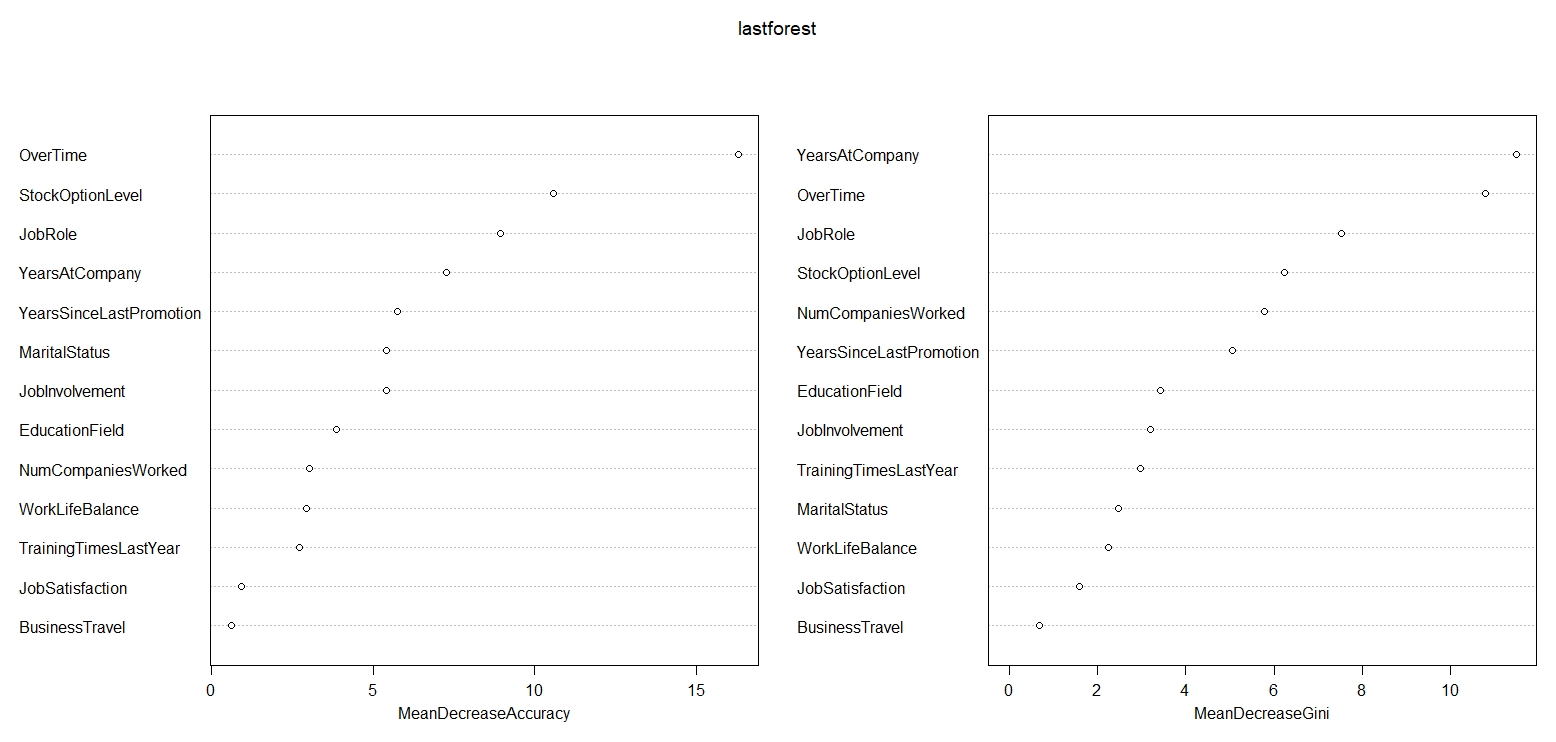 lastforest
OverTime
StockOptionLevel
JobRole
YearsAtCompany
YearsSinceLastPromotion
MaritalStatus
JobInvolvement
EducationField
NumCompaniesWorked
WorkLifeBalance
TrainingTimesLastYear
JobSatisfaction
BusinessTravel
0 5 10 15
MeanDecreaseAccuracy
YearsAtCompany
OverTime
JobRole
StockOptionLevel
NumCompaniesWorked
YearsSinceLastPromotion
EducationField
JobInvolvement
TrainingTimesLastYear
MaritalStatus
WorkLifeBalance
JobSatisfaction
BusinessTravel
0 2 4 6 8 10
MeanDecreaseGini